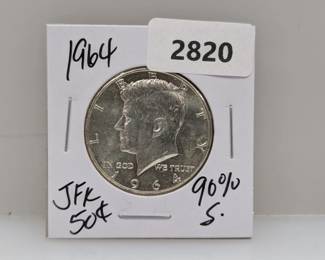 1964
2820
LIBERTY
IN GOD WE TRUST
1964
JFK
50¢
90%
S.